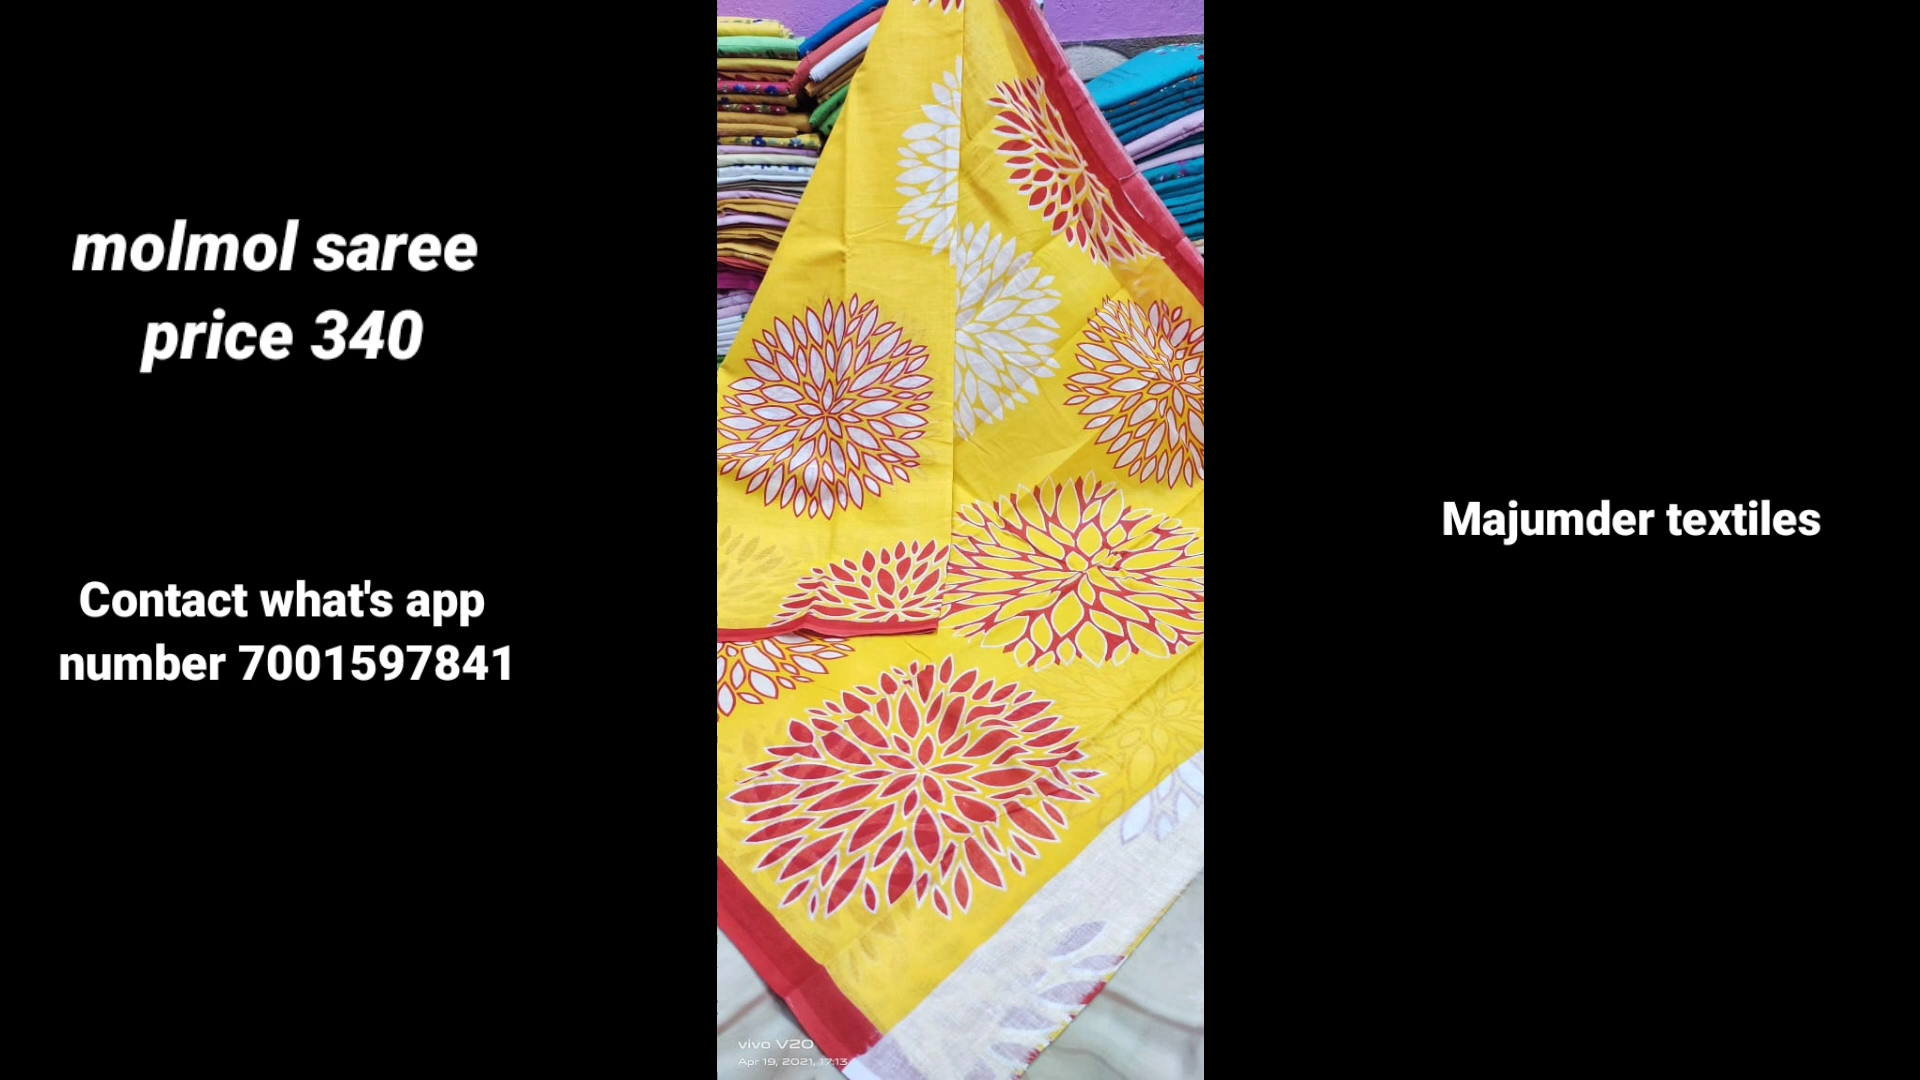 molmol saree
price 340
Contact what's app
number 7001597841
Majumder textiles
vivo V20
Apr 19, 2021, 17:13